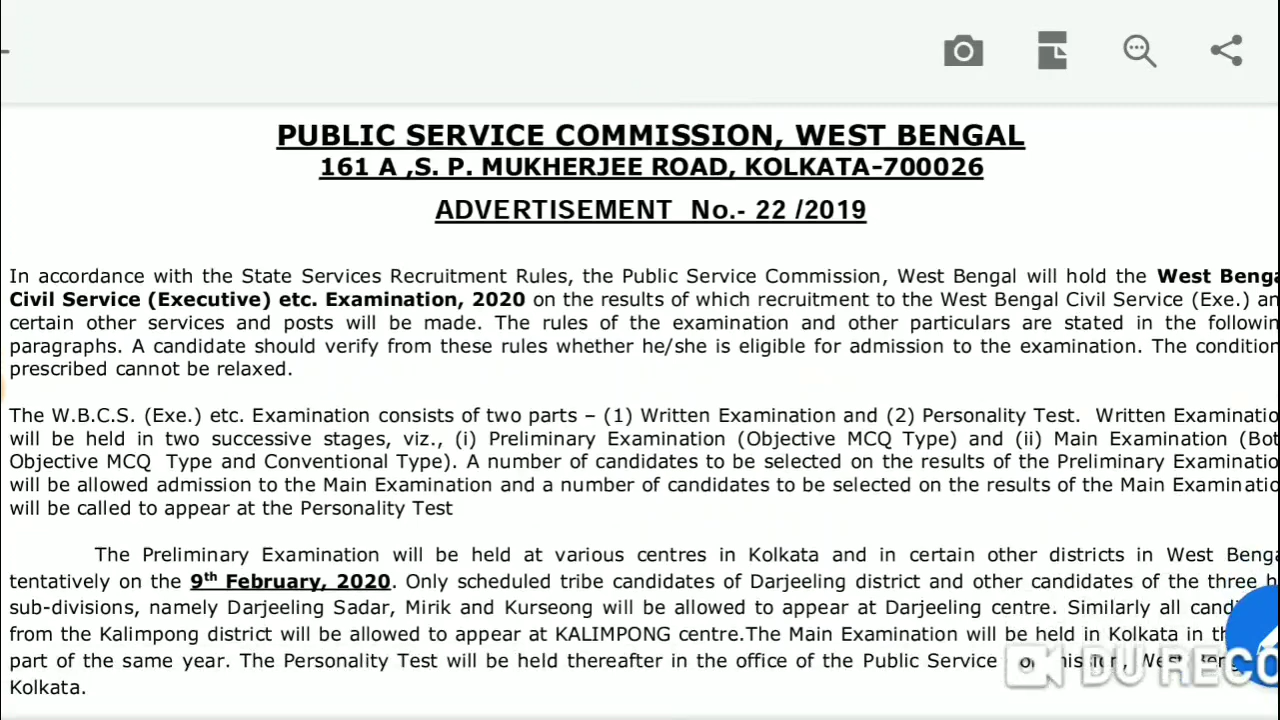 PUBLIC SERVICE COMMISSION, WEST BENGAL
161 A ,S. P. MUKHERJEE ROAD, KOLKATA-700026
ADVERTISEMENT No.- 22 /2019
In accordance with the State Services Recruitment Rules, the Public Service Commission, West Bengal will hold the West Benga
Civil Service (Executive) etc. Examination, 2020 on the results of which recruitment to the West Bengal Civil Service (Exe.) an
certain other services and posts will be made. The rules of the examination and other particulars are stated in the followin
paragraphs. A candidate should verify from these rules whether he/she is eligible for admission to the examination. The condition
prescribed cannot be relaxed.
The W.B.C.S. (Exe.) etc. Examination consists of two parts – (1) Written Examination and (2) Personality Test. Written Examinatio
will be held in two successive stages, viz., (i) Preliminary Examination (Objective MCQ Type) and (ii) Main Examination (Bot
Objective MCQ Type and Conventional Type). A number of candidates to be selected on the results of the Preliminary Examinatio
will be allowed admission to the Main Examination and a number of candidates to be selected on the results of the Main Examinatio
will be called to appear at the Personality Test
The Preliminary Examination will be held at various centres in Kolkata and in certain other districts in West Benga
tentatively on the 9th February, 2020. Only scheduled tribe candidates of Darjeeling district and other candidates of the three h
sub-divisions, namely Darjeeling Sadar, Mirik and Kurseong will be allowed to appear at Darjeeling centre. Similarly all cand
from the Kalimpong district will be allowed to appear at KALIMPONG centre.The Main Examination will be held in Kolkata in th
part of the same year. The Personality Test will be held thereafter in the office of the Public Service
Kolkata.
DU RECO